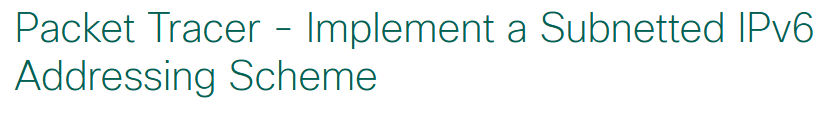 Packet Tracer - Implement a Subnetted IPv6
Addressing Scheme